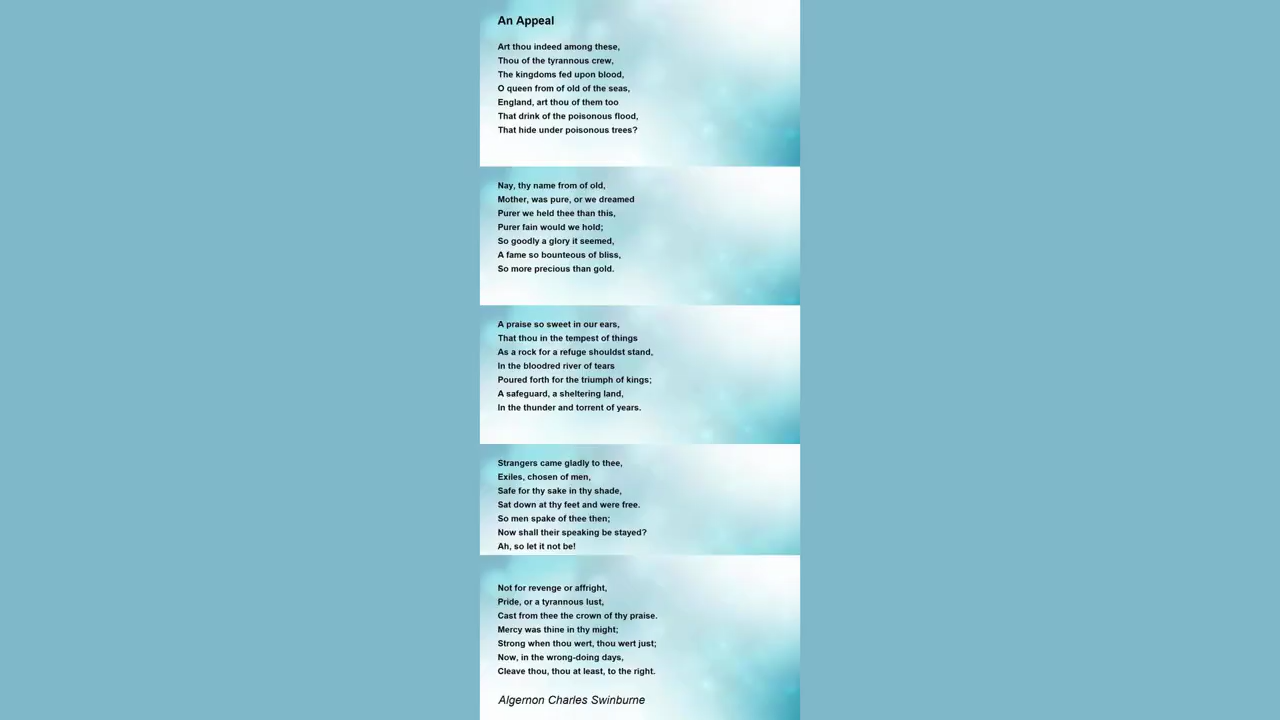 An Appeal
Art thou indeed among these,
Thou of the tyrannous crew,
The kingdoms fed upon blood,
O queen from of old of the seas,
England, art thou of them too
That drink of the poisonous flood,
That hide under poisonous trees?
Nay, thy name from of old,
Mother, was pure, or we dreamed
Purer we held thee than this,
Purer fain would we hold;
So goodly a glory it seemed,
A fame so bounteous of bliss,
So more precious than gold.
A praise so sweet in our ears,
That thou in the tempest of things
As a rock for a refuge shouldst stand,
In the bloodred river of tears
Poured forth for the triumph of kings;
A safeguard, a sheltering land,
In the thunder and torrent of years.
Strangers came gladly to thee,
Exiles, chosen of men,
Safe for thy sake in thy shade,
Sat down at thy feet and were free.
So men spake of thee then;
Now shall their speaking be stayed?
Ah, so let it not be!
Not for revenge or affright,
Pride, or a tyrannous lust,
Cast from thee the crown of thy praise.
Mercy was thine in thy might;
Strong when thou wert, thou wert just;
Now, in the wrong-doing days,
Cleave thou, thou at least, to the right.
Algernon Charles Swinburne